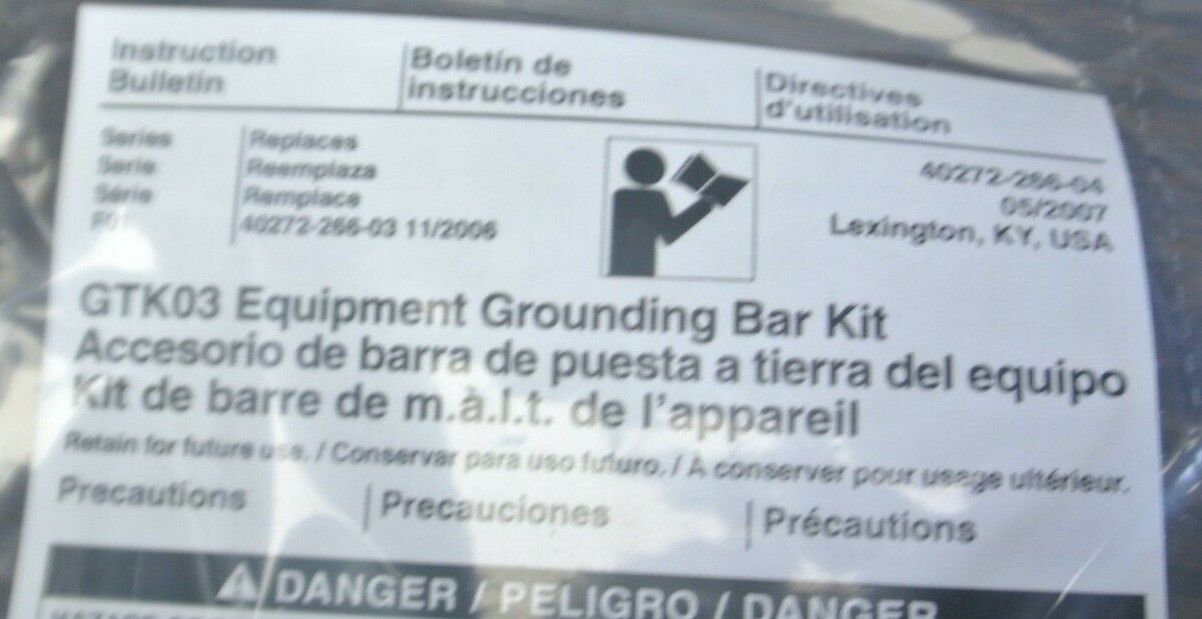 Instruction
Bulletin
Boletín de
instrucciones
Directives
d'utilisation
Series
Serie
Série
Replaces
Reemplaza
Remplace
40272-266-03 11/2006
40272-266-04
05/2007
Lexington, KY, USA
GTK03 Equipment Grounding Bar Kit
Accesorio de barra de puesta a tierra del equipo
Kit de barre de m.à.l.t. de l'appareil
Retain for future use. / Conservar para uso futuro. / À conserver pour usage ultérieur.
Precautions
Precauciones
Précautions
DANGER / PELIGRO / DANGER